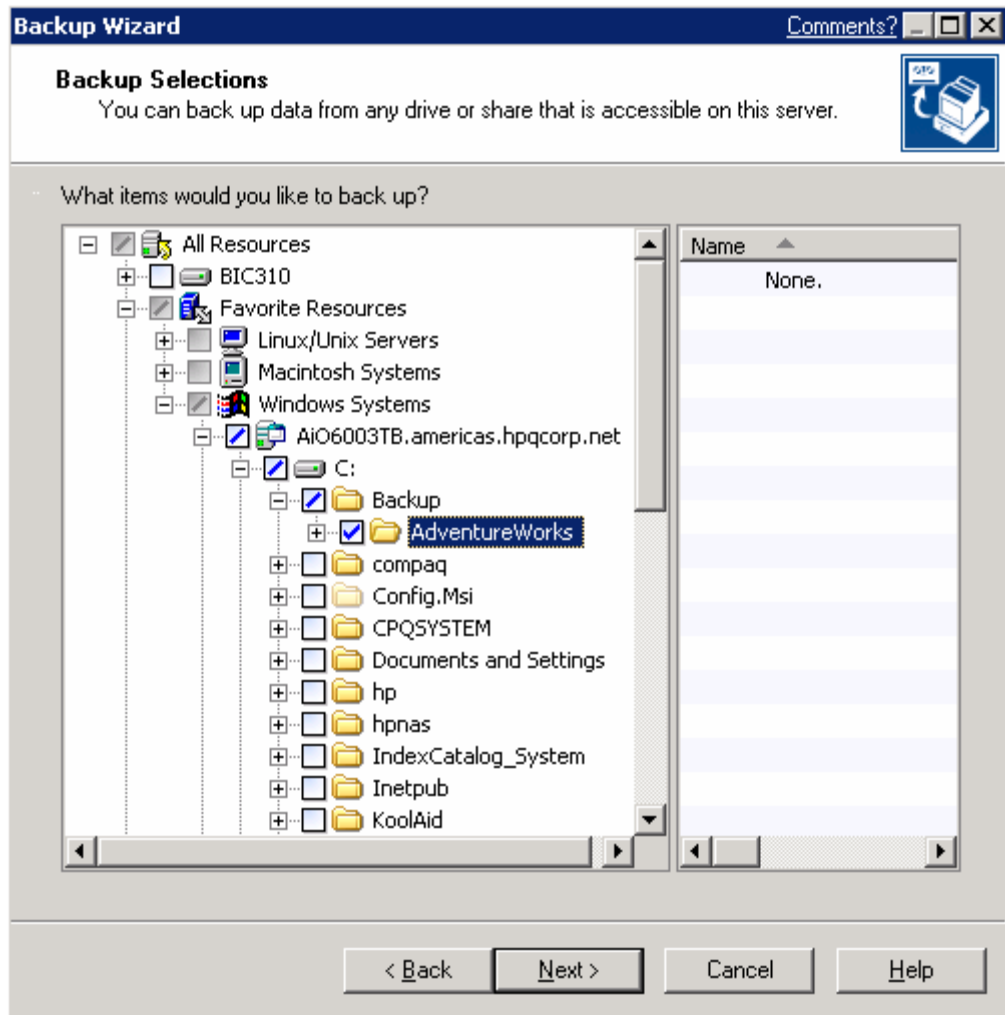 Backup Wizard Comments?
Backup Selections
You can back up data from any drive or share that is accessible on this server.
What items would you like to back up?
All Resources
BIC310
Favorite Resources
Linux/Unix Servers
Macintosh Systems
Windows Systems
AiO6003TB.americas.hpqcorp.net
C:
Backup
AdventureWorks
compaq
Config.Msi
CPQSYSTEM
Documents and Settings
hp
hpnas
IndexCatalog_System
Inetpub
KoolAid
Name
None.
< Back Next > Cancel Help